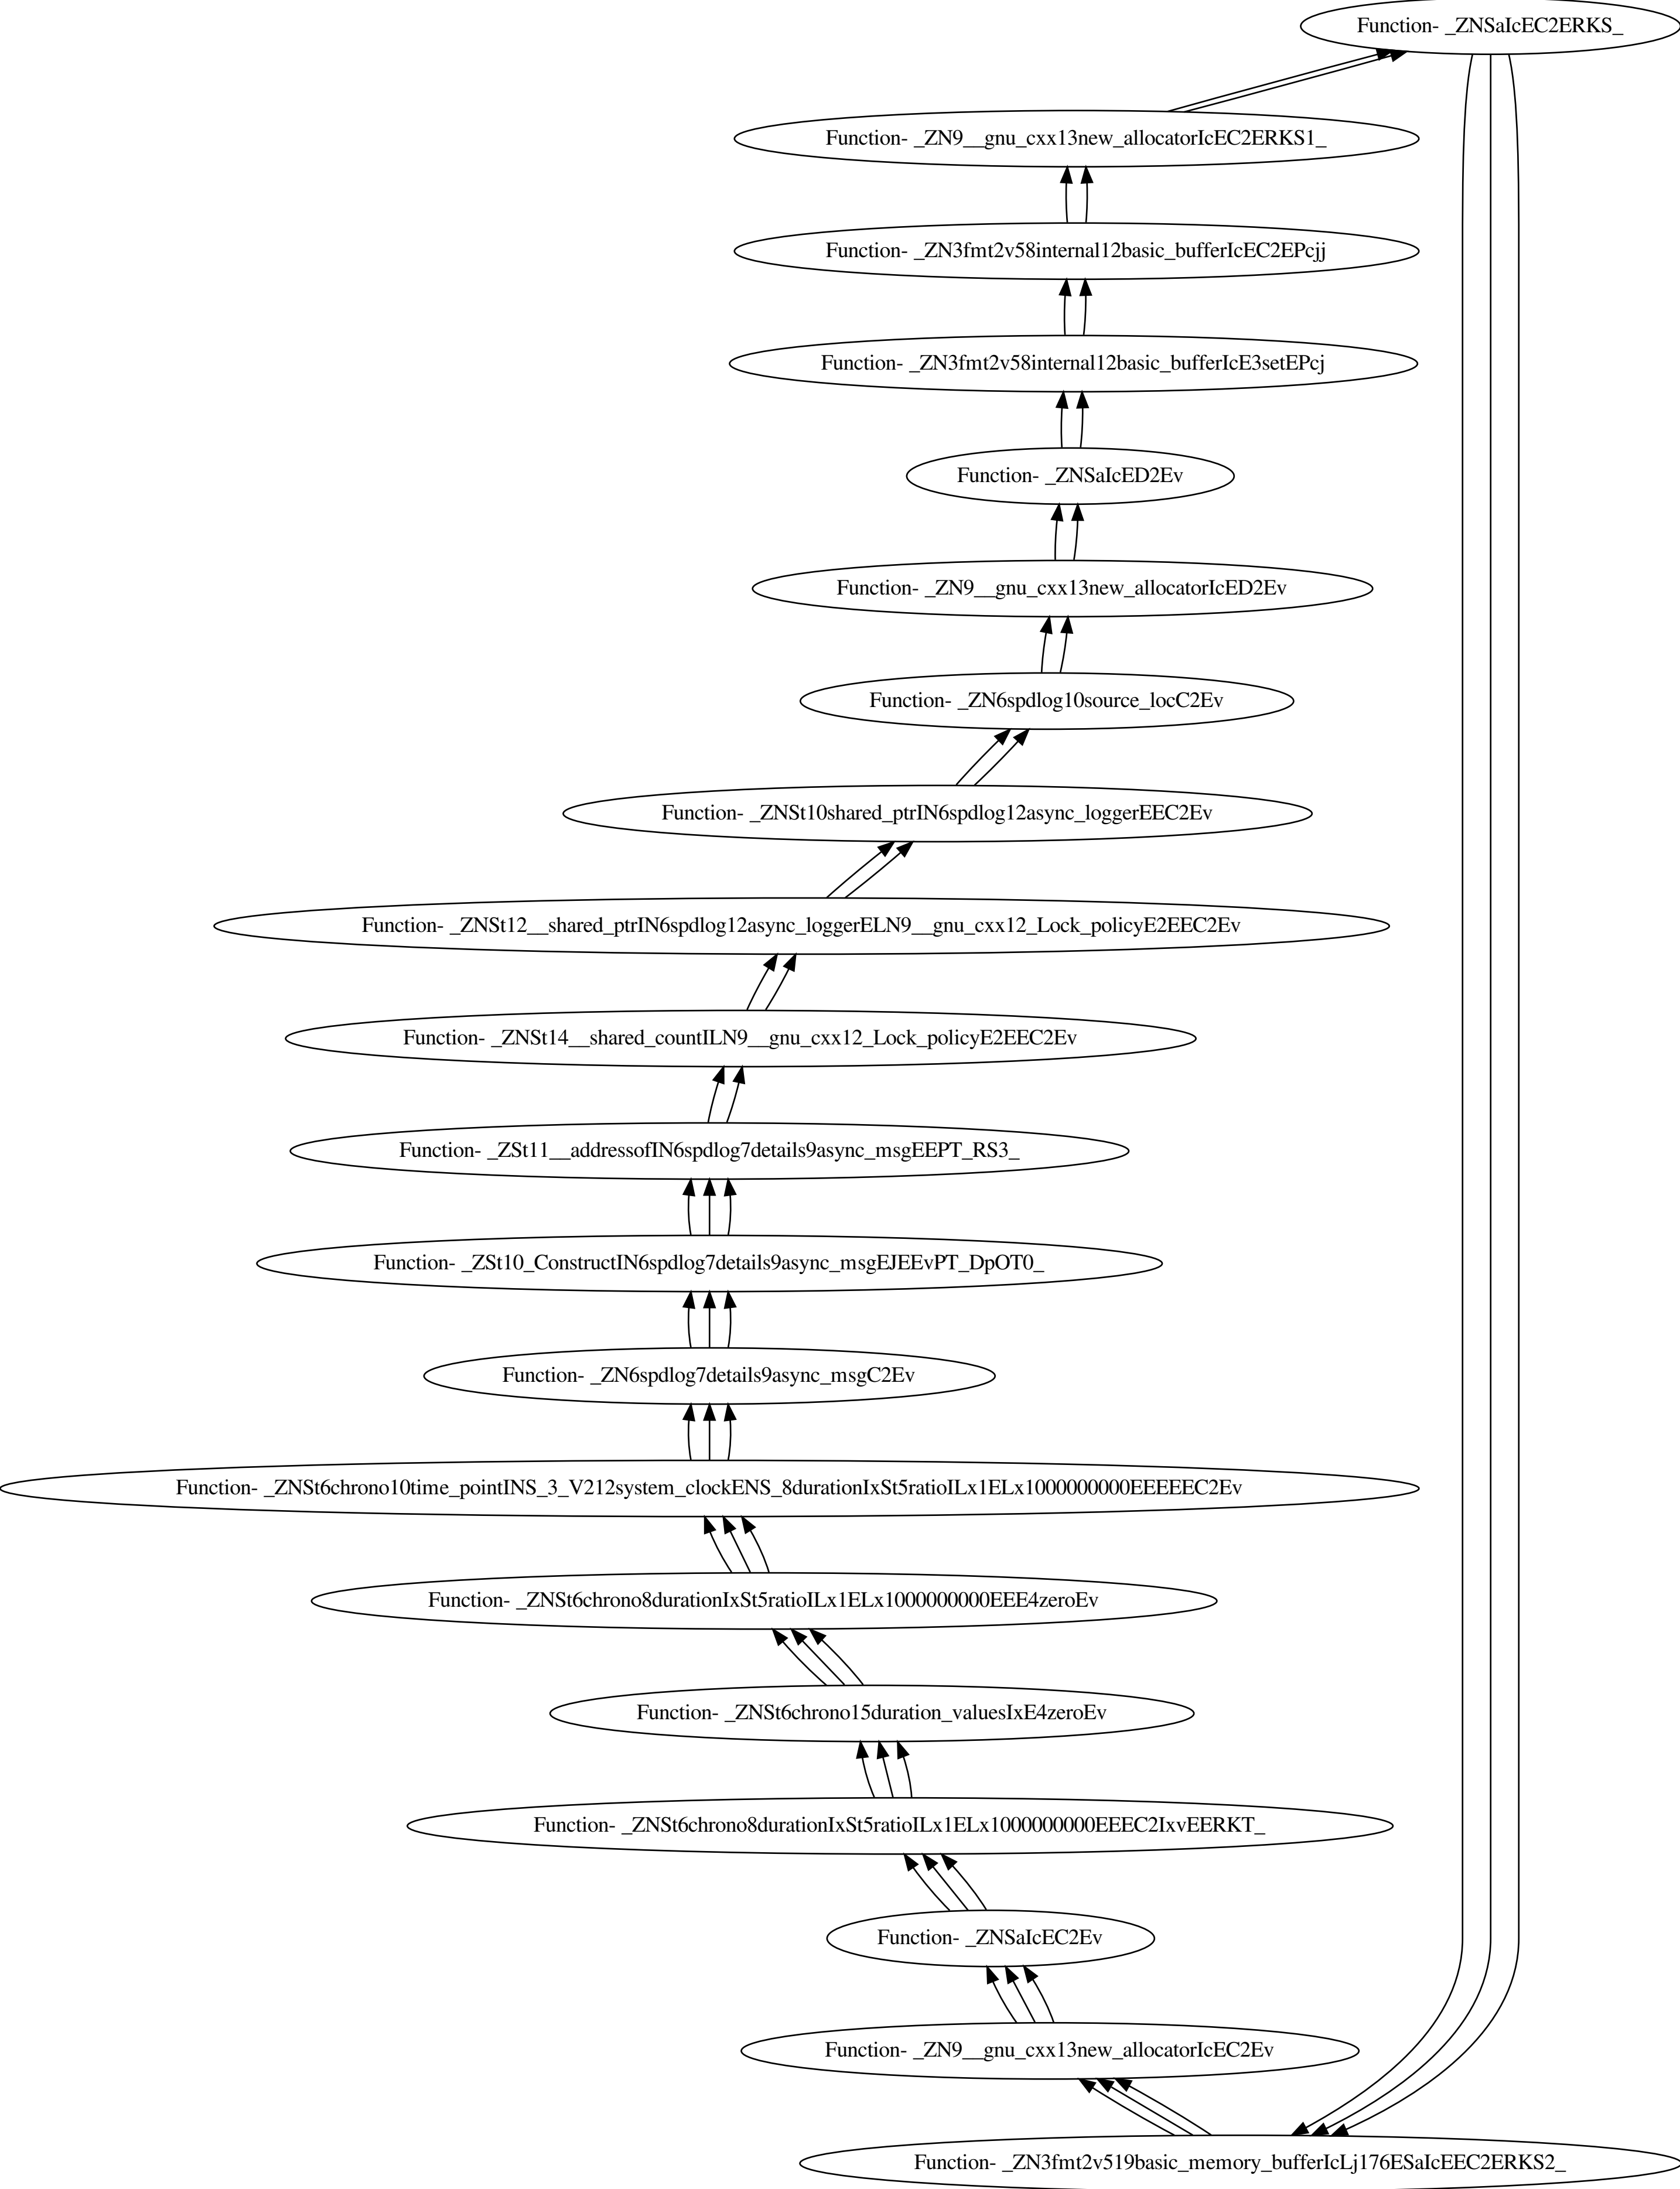 Function- _ZNSaIcEC2ERKS_
Function- _ZN9__gnu_cxx13new_allocatorIcEC2ERKS1_
Function- _ZN3fmt2v58internal12basic_bufferIcEC2EPcjj
Function- _ZN3fmt2v58internal12basic_bufferIcE3setEPcj
Function- _ZNSaIcED2Ev
Function- _ZN9__gnu_cxx13new_allocatorIcED2Ev
Function- _ZN6spdlog10source_locC2Ev
Function- _ZNSt10shared_ptrIN6spdlog12async_loggerEEC2Ev
Function- _ZNSt12__shared_ptrIN6spdlog12async_loggerELN9__gnu_cxx12_Lock_policyE2EEC2Ev
Function- _ZNSt14__shared_countILN9__gnu_cxx12_Lock_policyE2EEC2Ev
Function- _ZSt11__addressofIN6spdlog7details9async_msgEEPT_RS3_
Function- _ZSt10_ConstructIN6spdlog7details9async_msgEJEEvPT_DpOT0_
Function- _ZN6spdlog7details9async_msgC2Ev
Function- _ZNSt6chrono10time_pointINS_3_V212system_clockENS_8durationIxSt5ratioILx1ELx1000000000EEEEEC2Ev
Function- _ZNSt6chrono8durationIxSt5ratioILx1ELx1000000000EEE4zeroEv
Function- _ZNSt6chrono15duration_valuesIxE4zeroEv
Function- _ZNSt6chrono8durationIxSt5ratioILx1ELx1000000000EEEC2IxvEERKT_
Function- _ZNSaIcEC2Ev
Function- _ZN9__gnu_cxx13new_allocatorIcEC2Ev
Function- _ZN3fmt2v519basic_memory_bufferIcLj176ESaIcEEC2ERKS2_